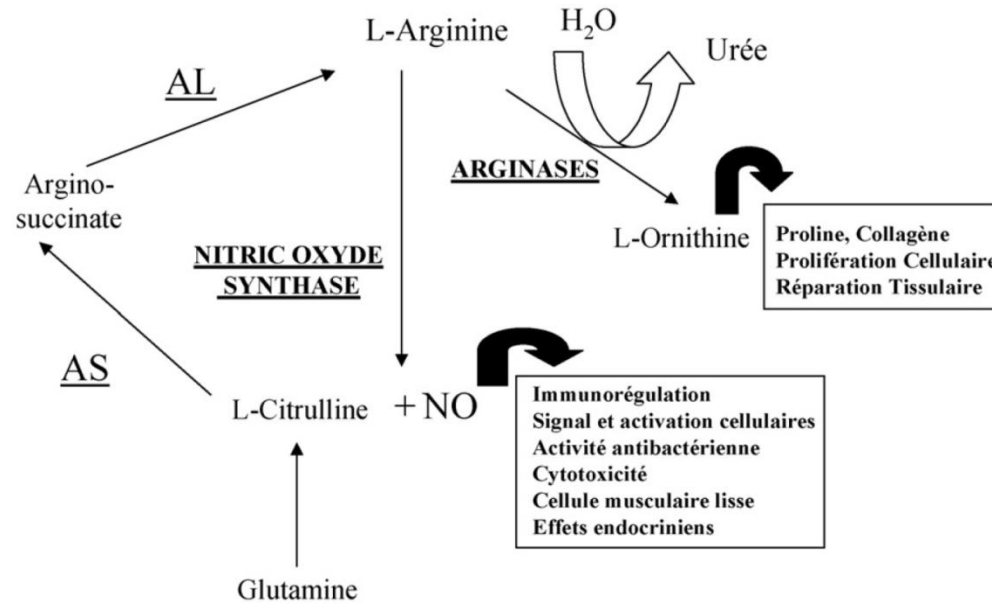 L-Arginine
H₂O
Urée
AL
ARGINASES
Argino-
succinate
L-Ornithine
Proline, Collagène
Prolifération Cellulaire
Réparation Tissulaire
NITRIC OXYDE
SYNTHASE
AS
L-Citrulline + NO
Immunorégulation
Signal et activation cellulaires
Activité antibactérienne
Cytotoxicité
Cellule musculaire lisse
Effets endocriniens
Glutamine